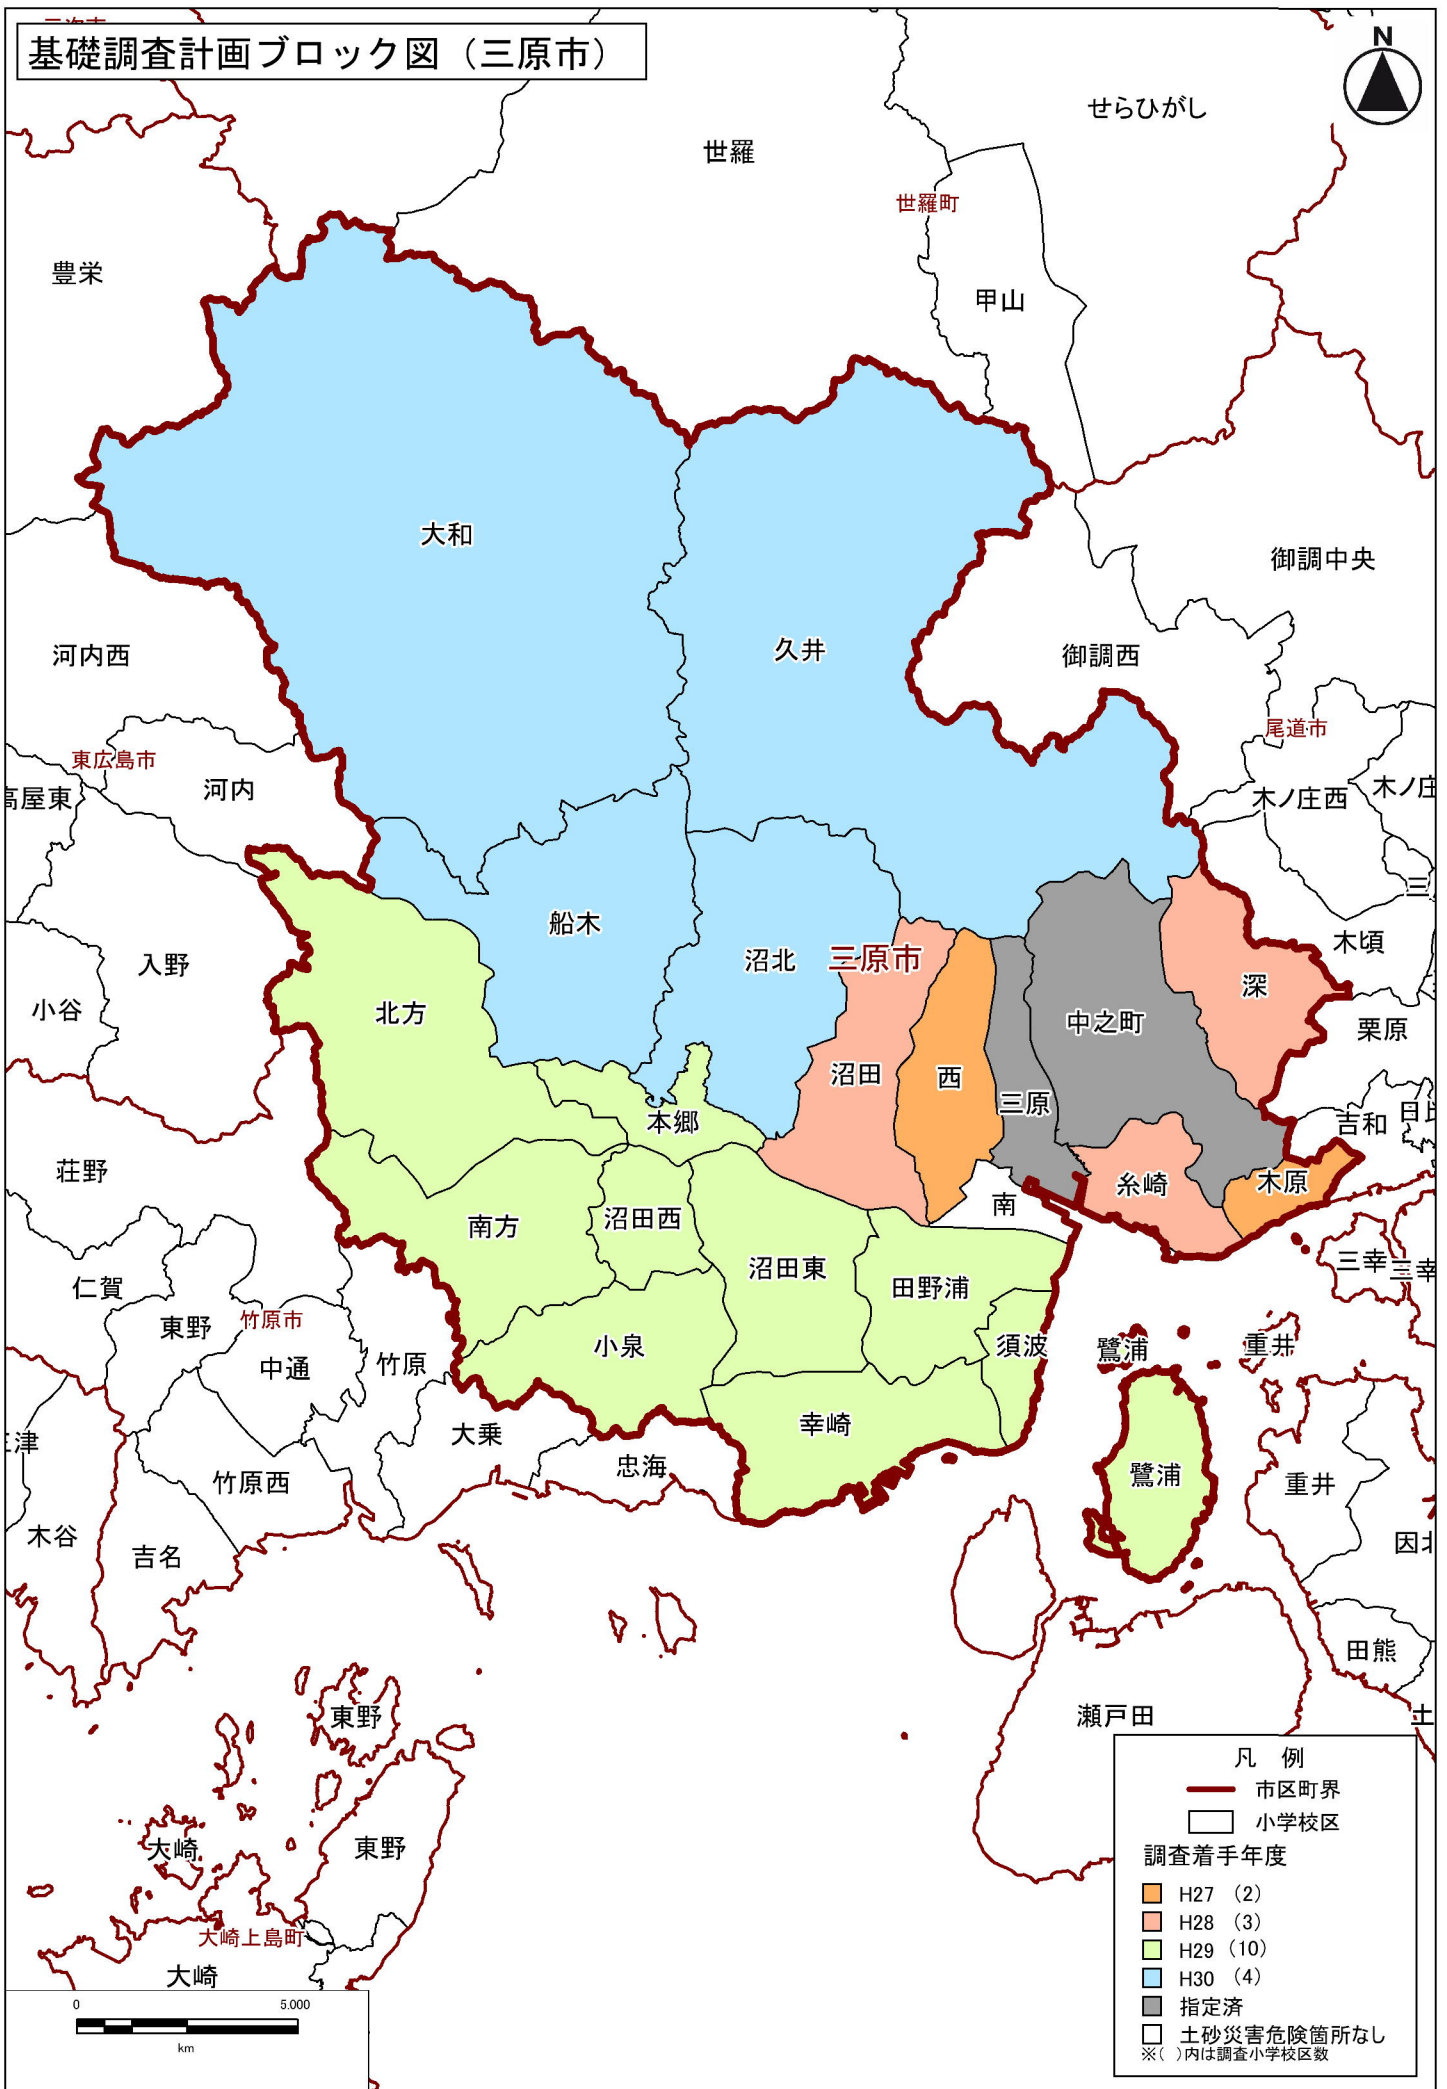 基礎調査計画ブロック図（三原市）
N
せらひがし
世羅
世羅町
豊栄
甲山
大和
御調中央
久井
河内西
御調西
尾道市
東広島市
河内
高屋東
木ノ庄西
木ノ庄
船木
三原市
沼北
木頃
入野
深
小谷
北方
中之町
栗原
沼田
西
三原
本郷
吉和
荘野
糸崎
木原
南
南方
沼田西
沼田東
田野浦
三幸
三幸
仁賀
東野
竹原市
中通
竹原
小泉
須波
鷺浦
重井
幸崎
大乗
忠海
竹原西
鷺浦
重井
木谷
吉名
因北
田熊
瀬戸田
土
東野
東野
大崎
大崎上島町
大崎
0 5.000
km
凡 例
市区町界
小学校区
調査着手年度
H27 （2）
H28 （3）
H29 （10）
H30 （4）
指定済
土砂災害危険箇所なし
※( )内は調査小学校区数